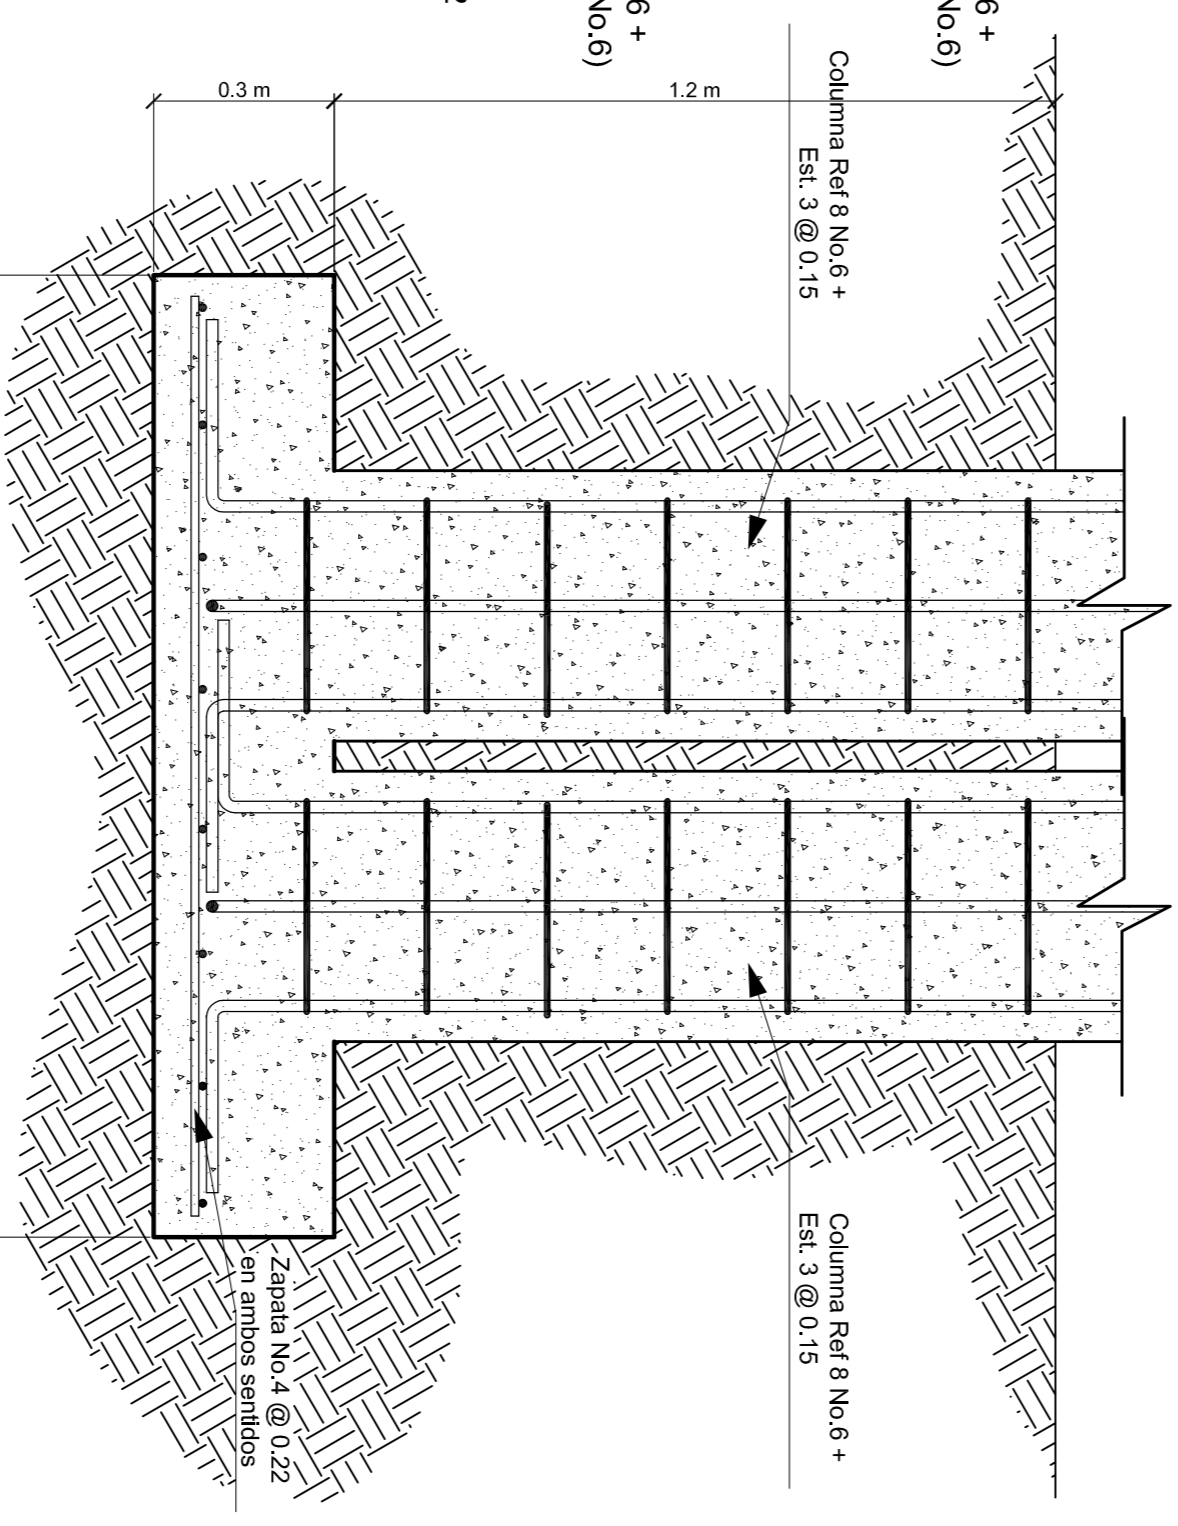 6 +
No.6)
6 +
No.6)
0.3 m
1.2 m
Columna Ref 8 No.6 +
Est. 3 @ 0.15
Columna Ref 8 No.6 +
Est. 3 @ 0.15
Zapata No.4 @ 0.22
en ambos sentidos